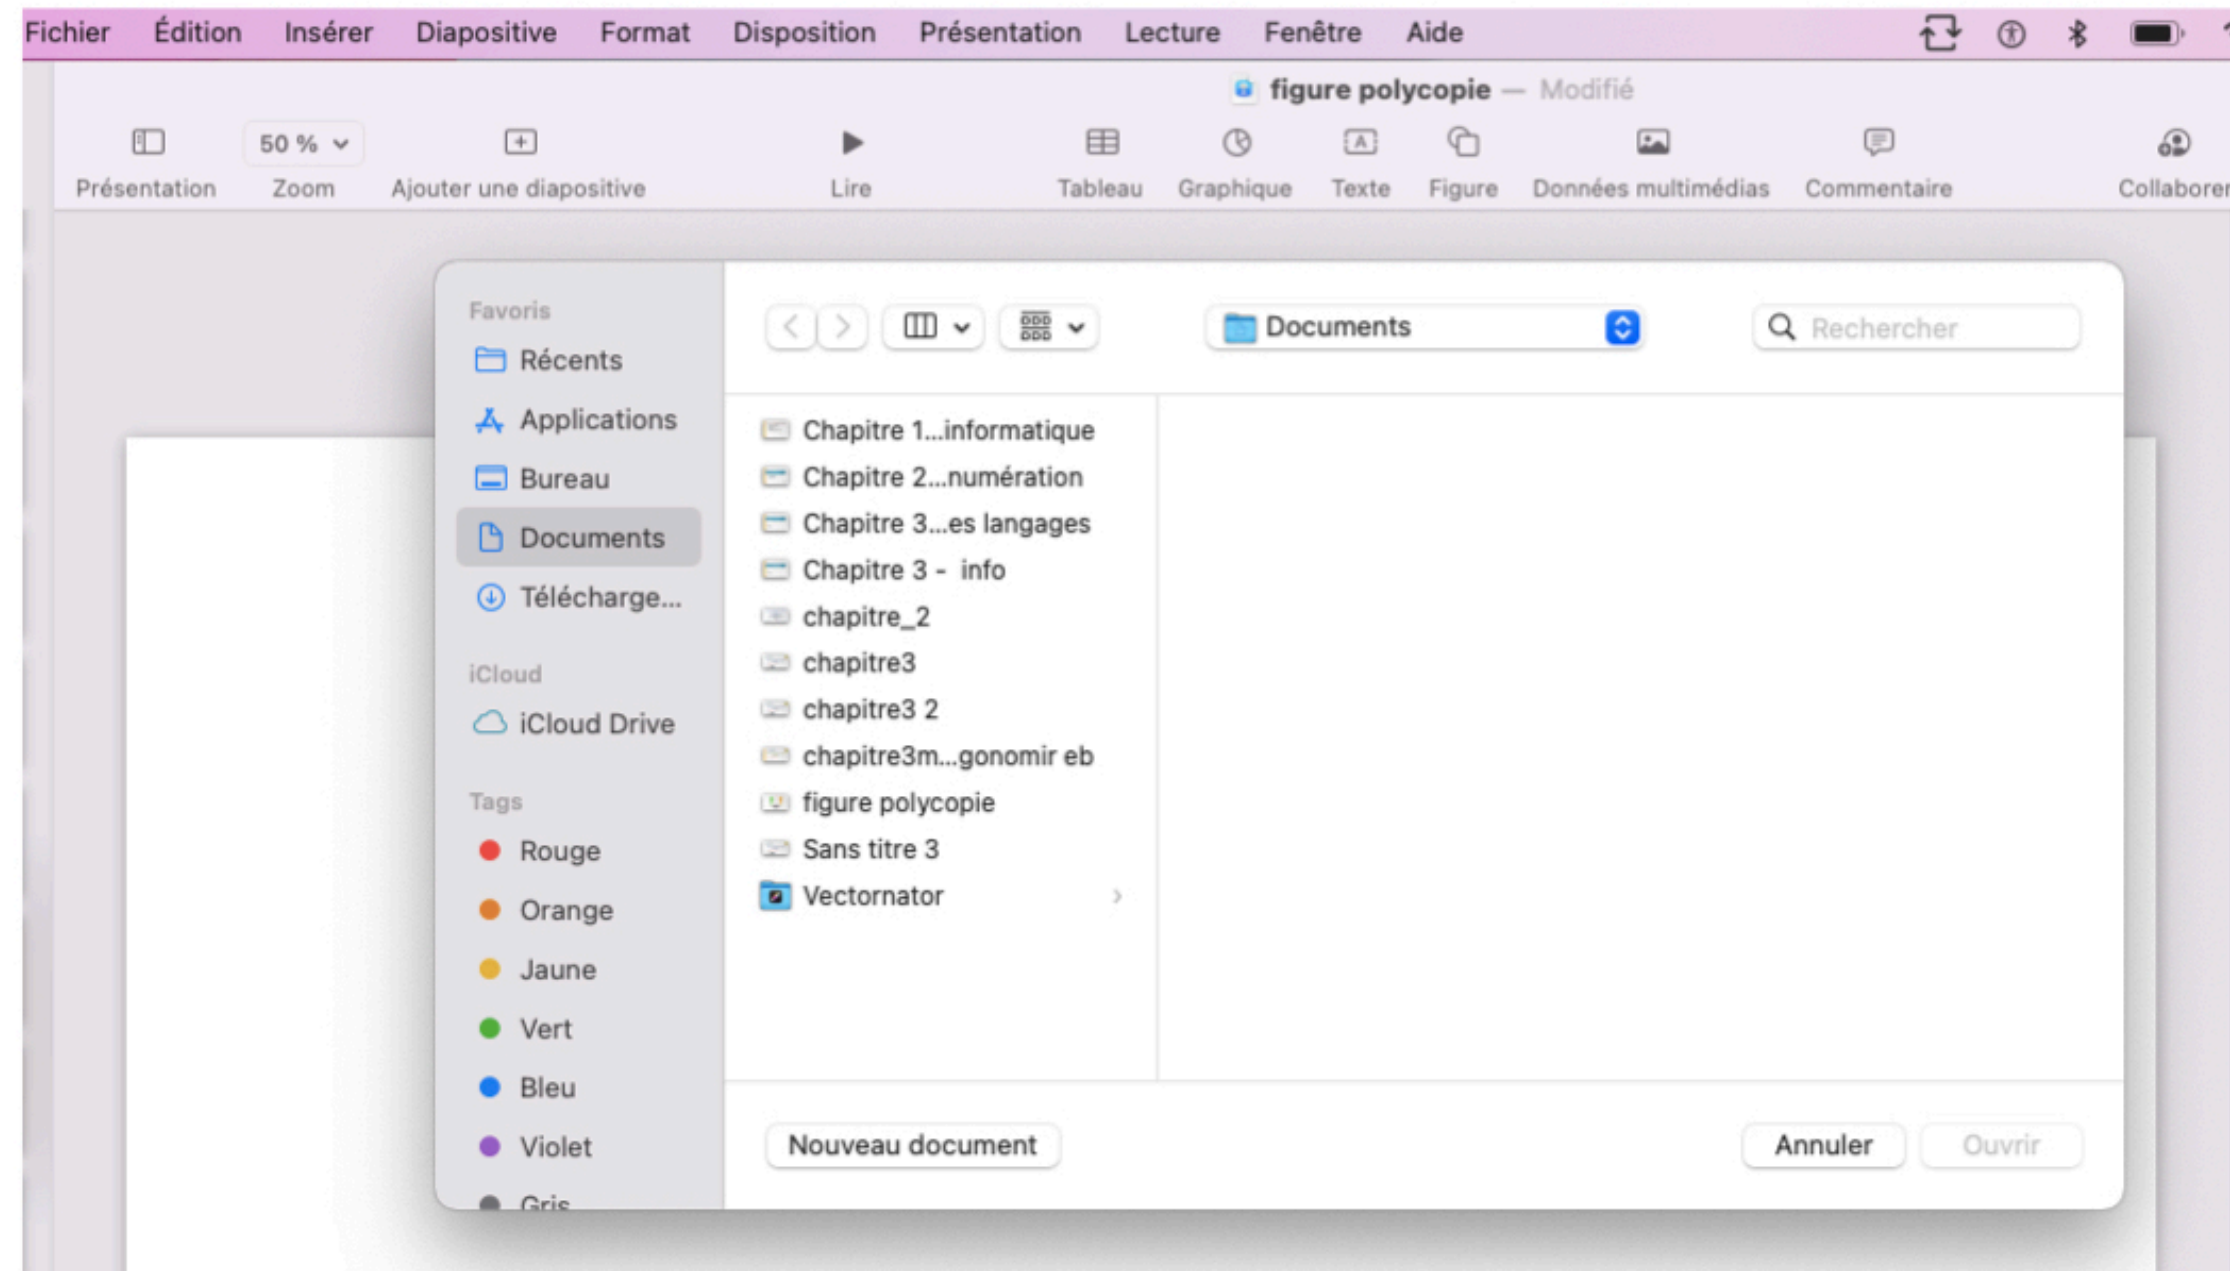 Fichier Édition Insérer Diapositive Format Disposition Présentation Lecture Fenêtre Aide
figure polycopie — Modifié
50 %
Présentation Zoom Ajouter une diapositive Lire Tableau Graphique Texte Figure Données multimédias Commentaire Collaborer
Favoris
Récents
Applications
Bureau
Documents
Télécharge...
iCloud
iCloud Drive
Tags
Rouge
Orange
Jaune
Vert
Bleu
Violet
Gris
Documents
Rechercher
Chapitre 1...informatique
Chapitre 2...numération
Chapitre 3...es langages
Chapitre 3 - info
chapitre_2
chapitre3
chapitre3 2
chapitre3m...gonomir eb
figure polycopie
Sans titre 3
Vectornator
Nouveau document
Annuler
Ouvrir